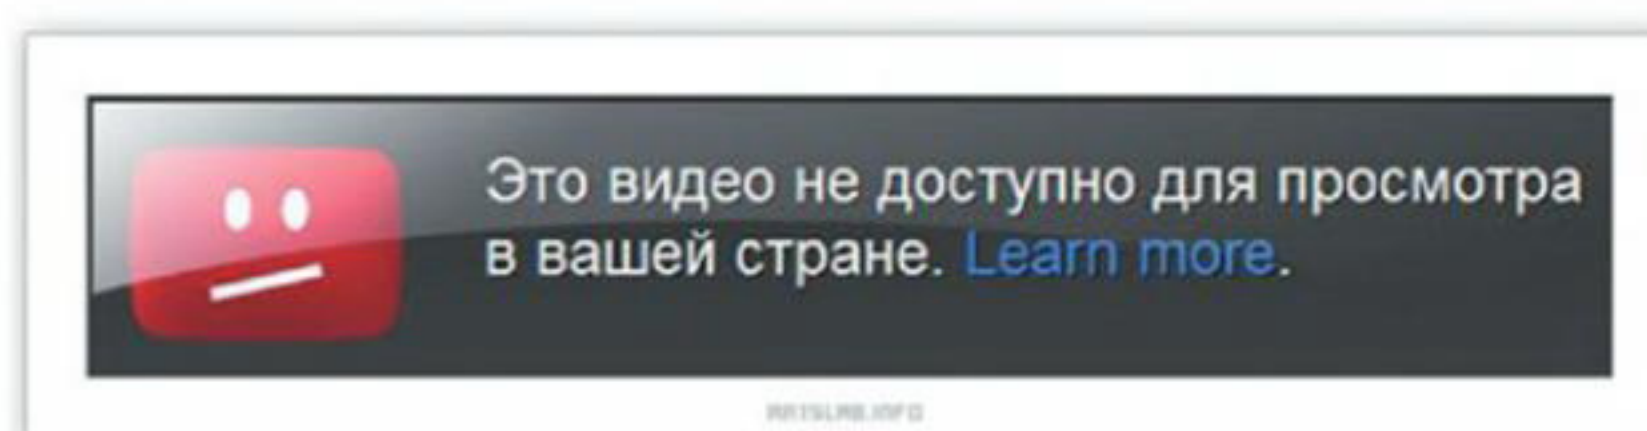 Это видео не доступно для просмотра
в вашей стране. Learn more.